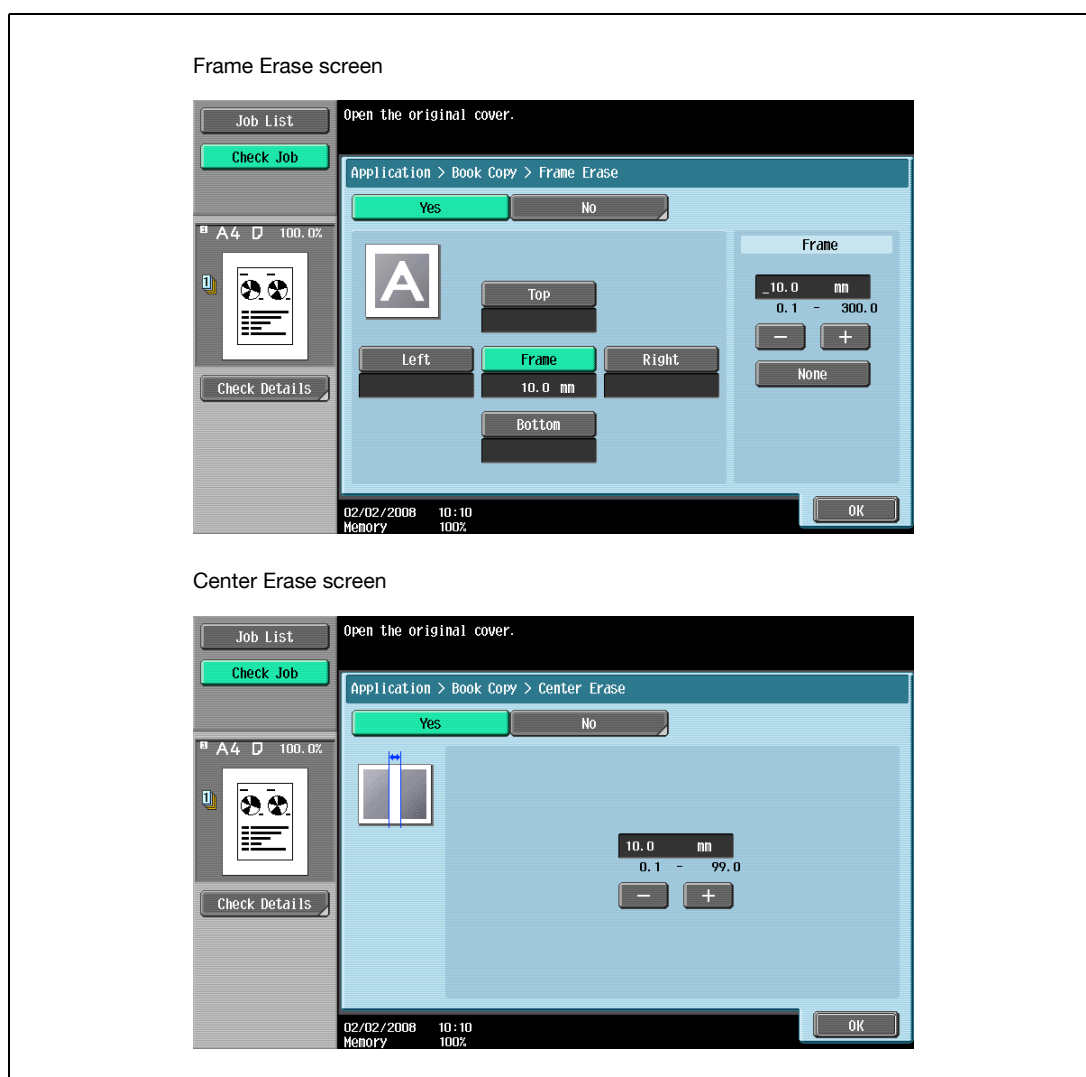 Frame Erase screen
Job List
Open the original cover.
Check Job
Application > Book Copy > Frame Erase
Yes No
A4 100.0%
Frame
A
1
Top
_10.0 mm
0.1 - 300.0
− +
Left Frame Right
None
Check Details
10.0 mm
Bottom
02/02/2008 10:10
Memory 100%
OK
Center Erase screen
Job List
Open the original cover.
Check Job
Application > Book Copy > Center Erase
Yes No
A4 100.0%
1
10.0 mm
0.1 - 99.0
− +
Check Details
02/02/2008 10:10
Memory 100%
OK